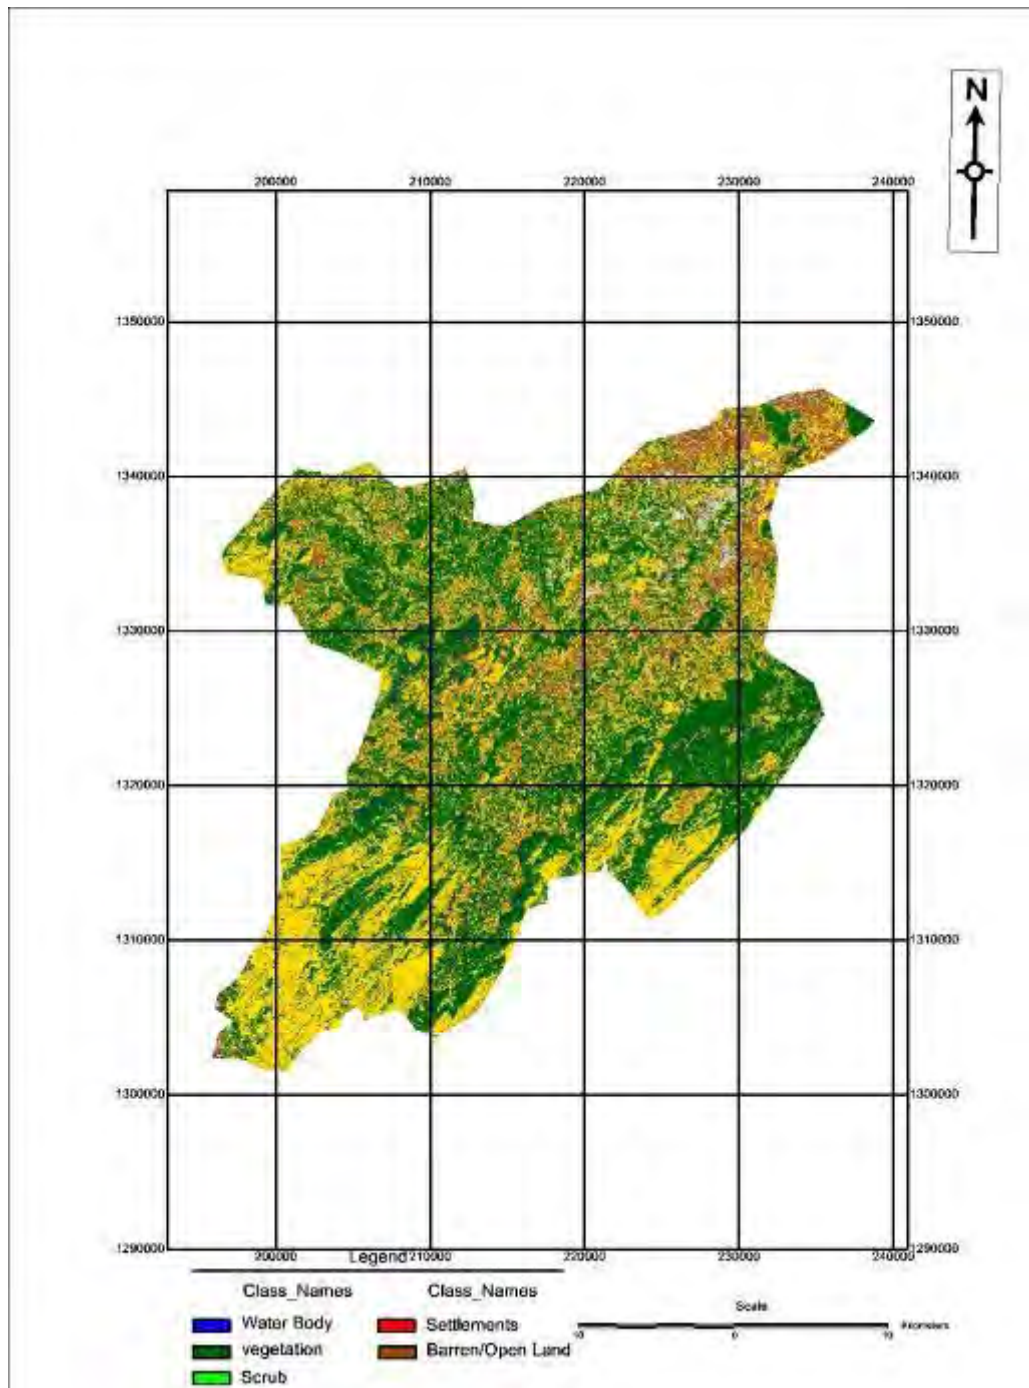 N
200000 210000 220000 230000 240000
1350000 1350000
1340000 1340000
1330000 1330000
1320000 1320000
1310000 1310000
1300000 1300000
1290000 1290000
200000 210000 220000 230000 240000
Legend
Class_Names Class_Names
Water Body Settlements
vegetation Barren/Open Land
Scrub
Scale
10 0 10